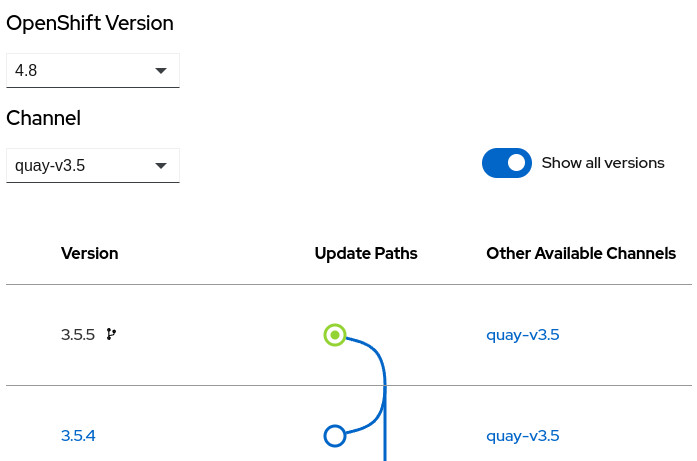 OpenShift Version
4.8
Channel
quay-v3.5
Show all versions
Version Update Paths Other Available Channels
3.5.5 quay-v3.5
3.5.4 quay-v3.5